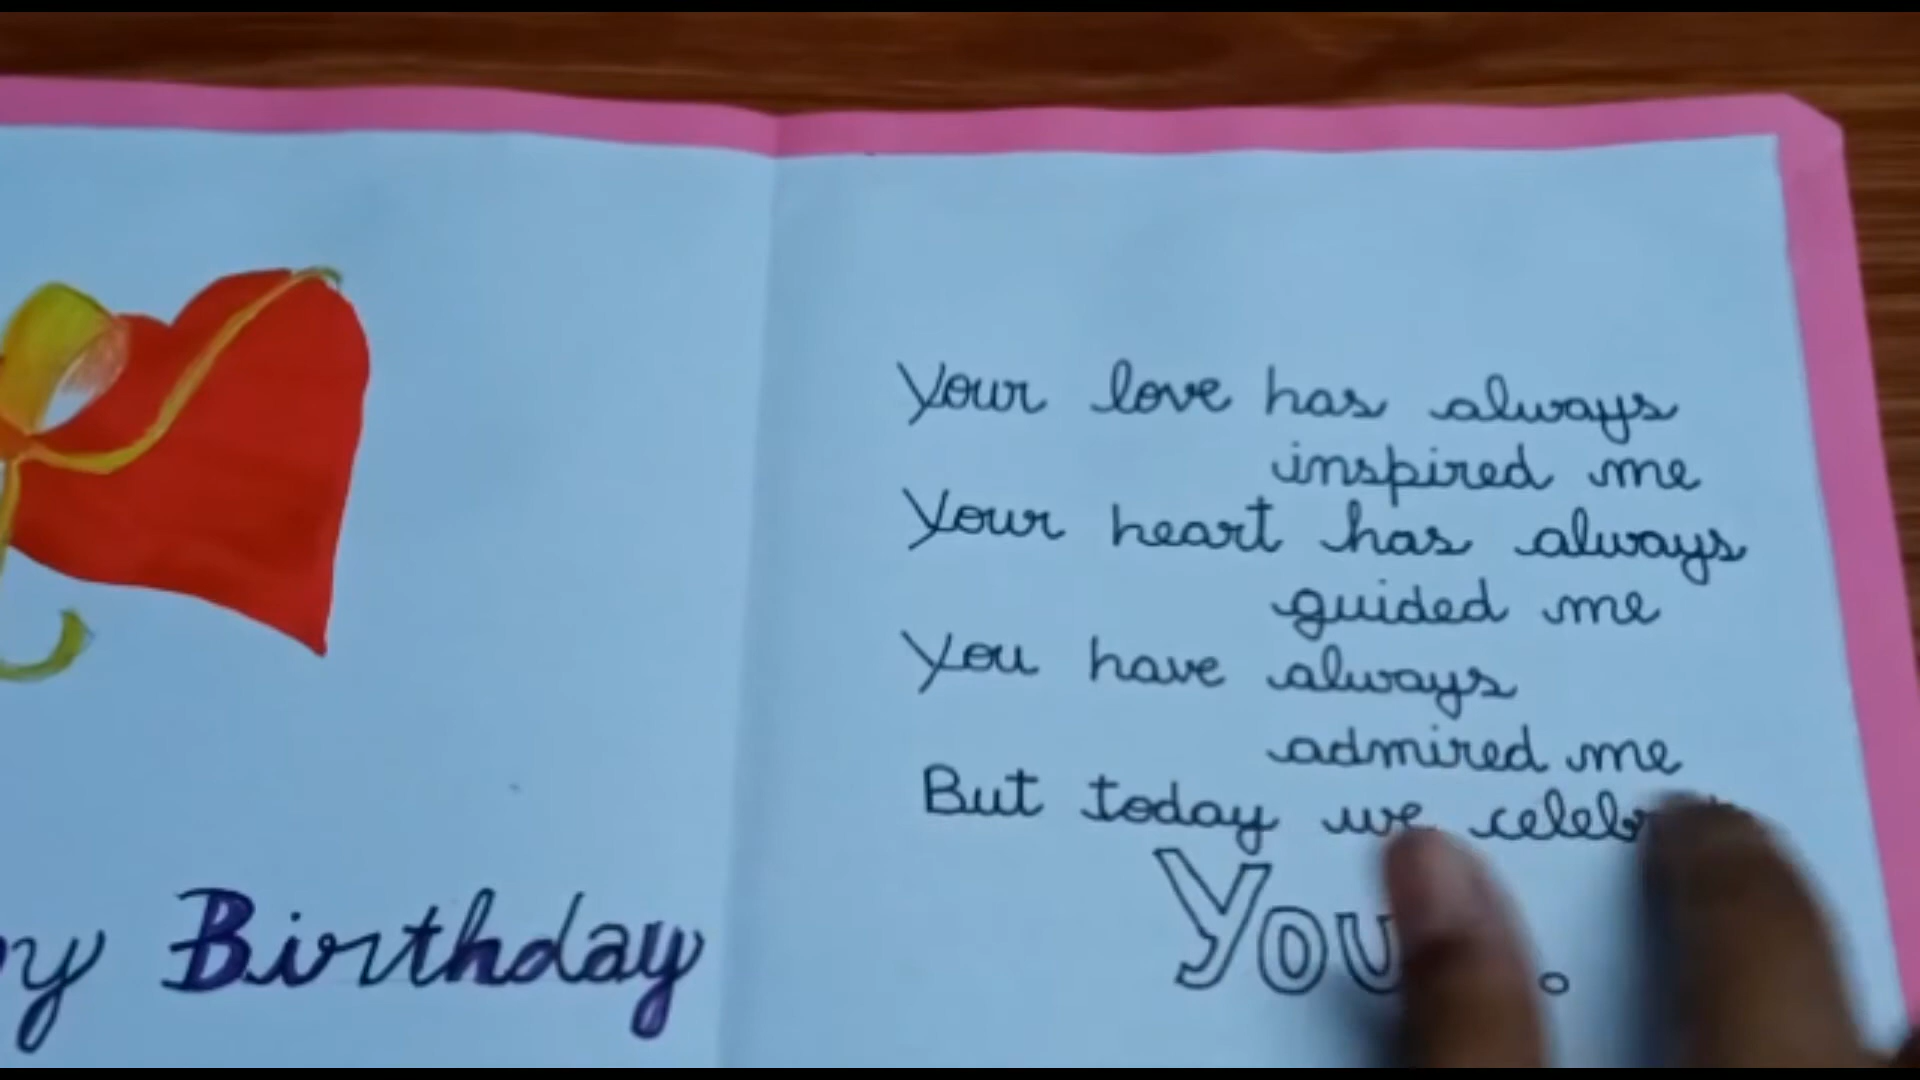 Birthday
Your love has always
inspired me
Your heart has always
guided me
You have always
admired me
But today we
You